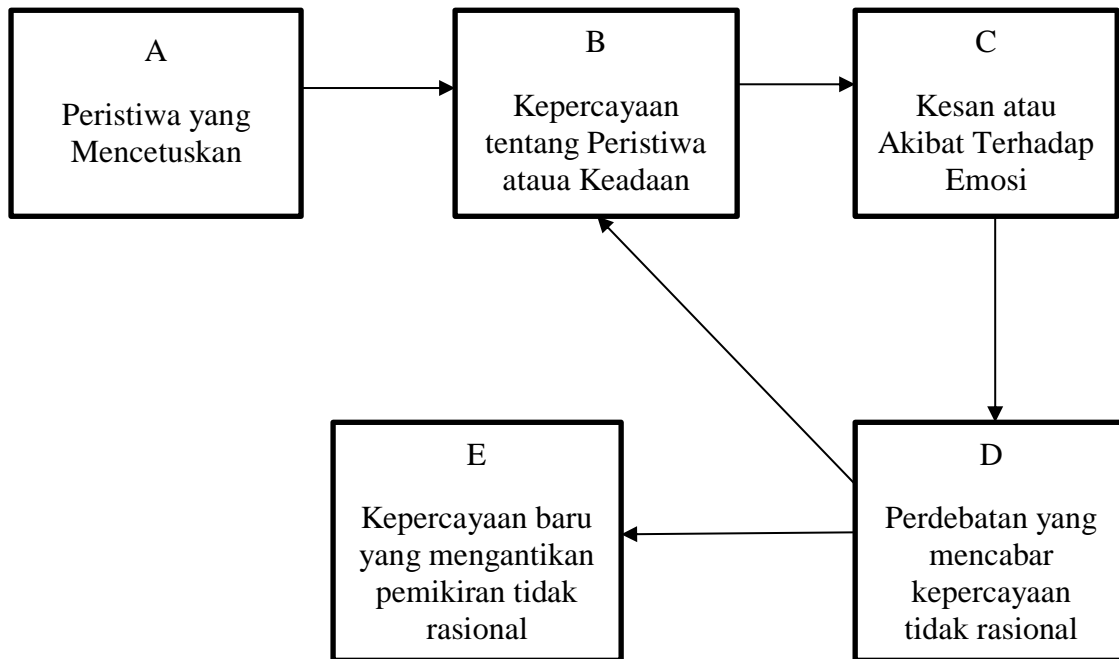 A
Peristiwa yang
Mencetuskan
B
Kepercayaan
tentang Peristiwa
ataua Keadaan
C
Kesan atau
Akibat Terhadap
Emosi
E
Kepercayaan baru
yang mengantikan
pemikiran tidak
rasional
D
Perdebatan yang
mencabar
kepercayaan
tidak rasional